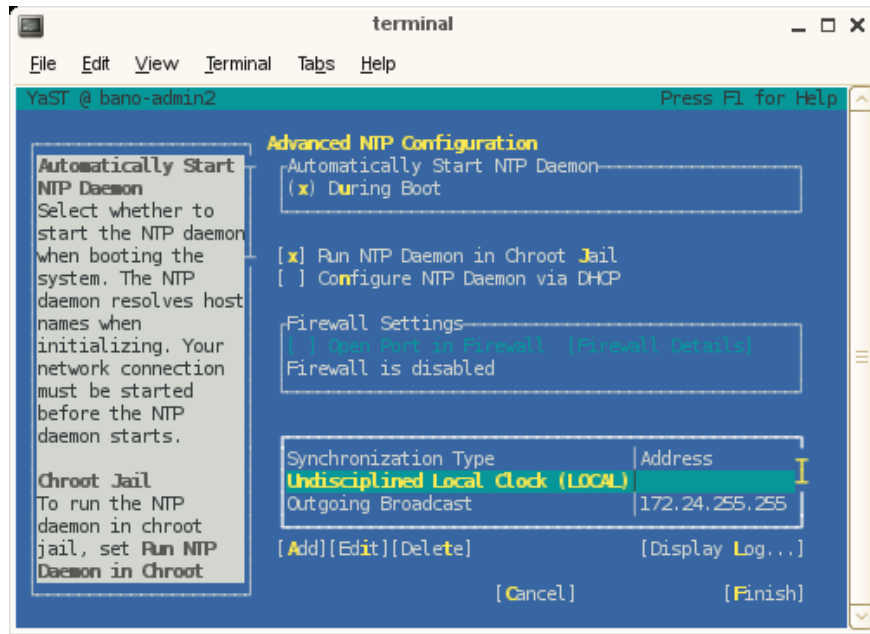 terminal
File Edit View Terminal Tabs Help
YaST @ bano-admin2 Press F1 for Help
Advanced NTP Configuration
Automatically Start
NTP Daemon
Select whether to
start the NTP daemon
when booting the
system. The NTP
daemon resolves host
names when
initializing. Your
network connection
must be started
before the NTP
daemon starts.
Chroot Jail
To run the NTP
daemon in chroot
jail, set Run NTP
Daemon in Chroot
Automatically Start NTP Daemon
(x) During Boot
[x] Run NTP Daemon in Chroot Jail
[ ] Configure NTP Daemon via DHCP
Firewall Settings
[ ] Open Port in Firewall [Firewall Details]
Firewall is disabled
Synchronization Type |Address
Undisciplined Local Clock (LOCAL)|
Outgoing Broadcast |172.24.255.255
[Add][Edit][Delete] [Display Log...]
[Cancel] [Finish]